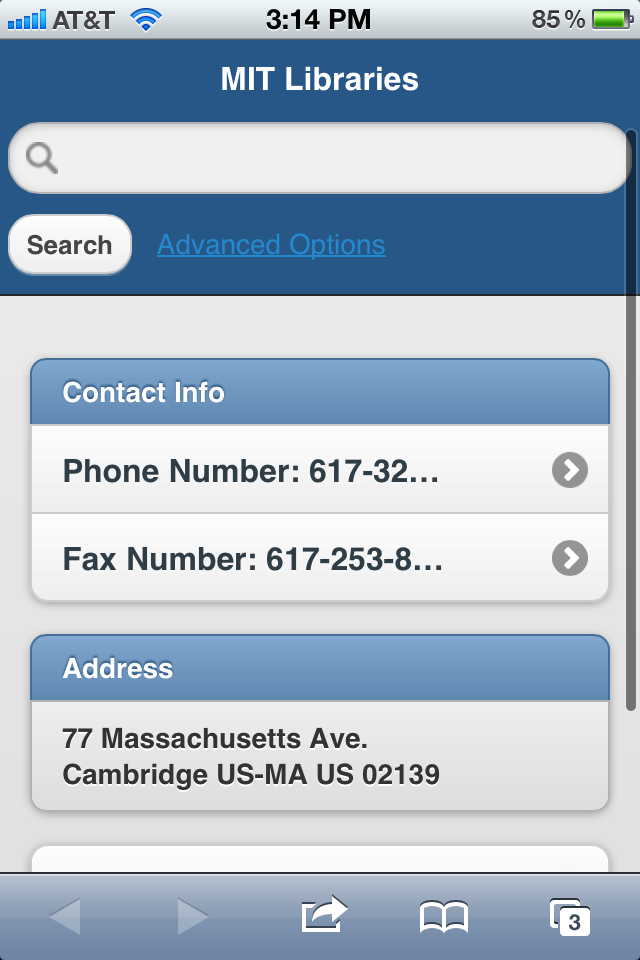 AT&T 3:14 PM 85%
MIT Libraries
Search Advanced Options
Contact Info
Phone Number: 617-32...
Fax Number: 617-253-8...
Address
77 Massachusetts Ave.
Cambridge US-MA US 02139
3